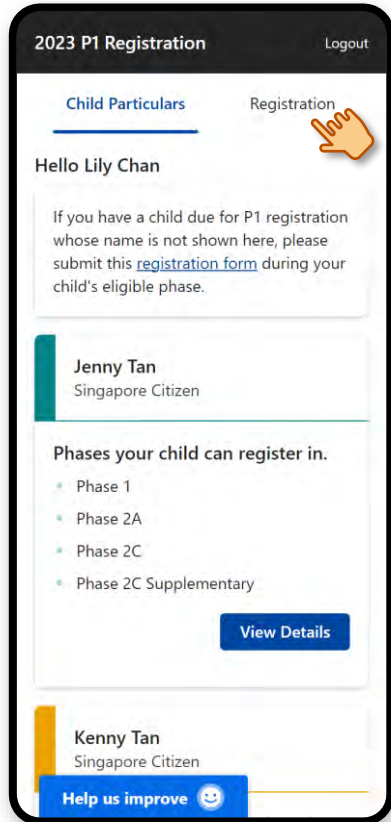 2023 P1 Registration Logout
Child Particulars Registration
Hello Lily Chan
If you have a child due for P1 registration
whose name is not shown here, please
submit this registration form during your
child's eligible phase.
Jenny Tan
Singapore Citizen
Phases your child can register in.
Phase 1
Phase 2A
Phase 2C
Phase 2C Supplementary
View Details
Kenny Tan
Singapore Citizen
Help us improve